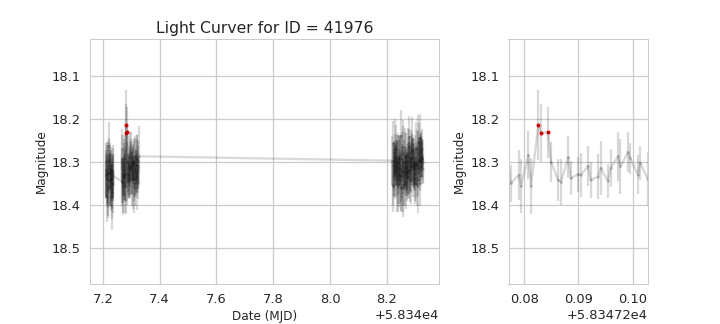 Light Curver for ID = 41976
Magnitude
18.1
18.2
18.3
18.4
18.5
7.2 7.4 7.6 7.8 8.0 8.2
Date (MJD)
+5.834e4
Magnitude
18.1
18.2
18.3
18.4
18.5
0.08 0.09 0.10
+5.83472e4